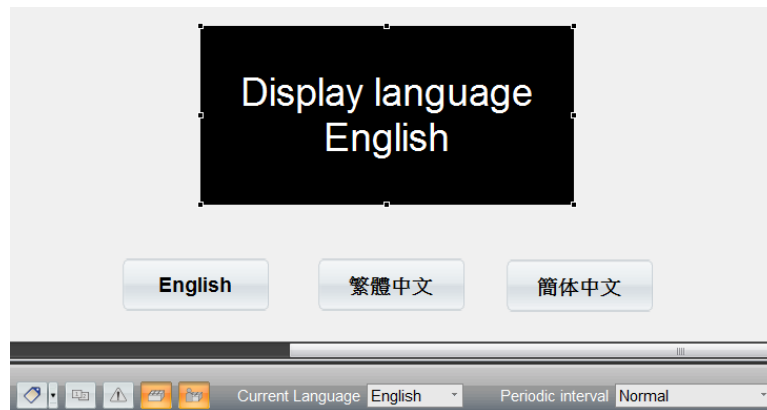 Display language
English
English 繁體中文 簡体中文
Current Language English Periodic interval Normal